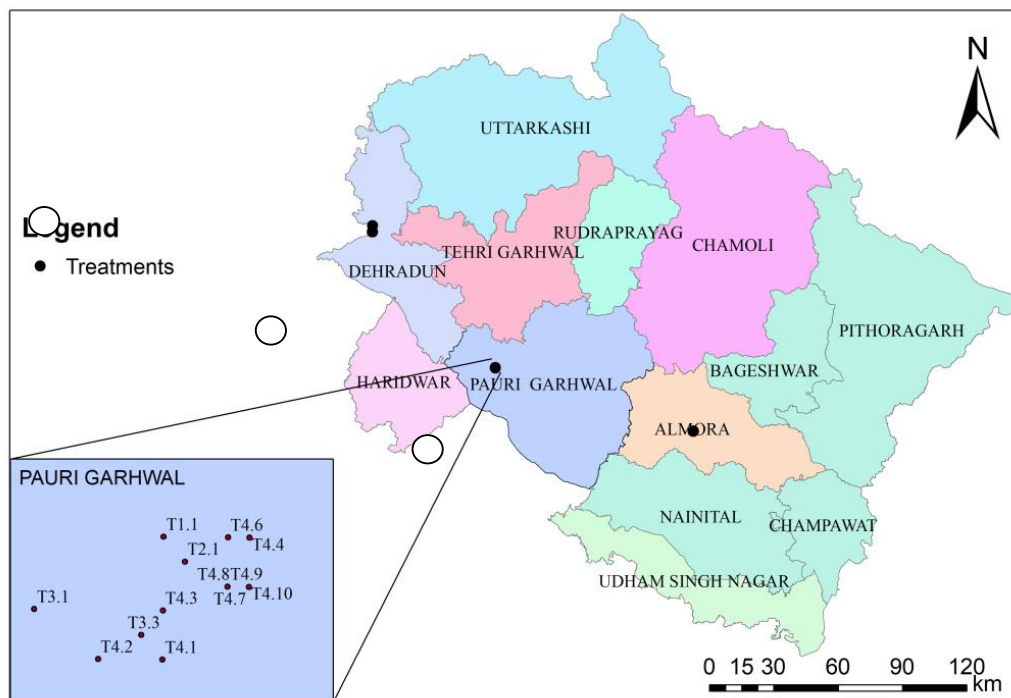 N
UTTARKASHI
RUDRAPRAYAG
TEHRI GARHWAL
CHAMOLI
DEHRADUN
Legend
Treatments
PITHORAGARH
BAGESHWAR
HARIDWAR
PAURI GARHWAL
ALMORA
NAINITAL
CHAMPAWAT
UDHAM SINGH NAGAR
PAURI GARHWAL
T1.1
T4.6
T4.4
T2.1
T4.8 T4.9
T4.7 T4.10
T3.1
T4.3
T3.3
T4.2
T4.1
0 15 30 60 90 120
km